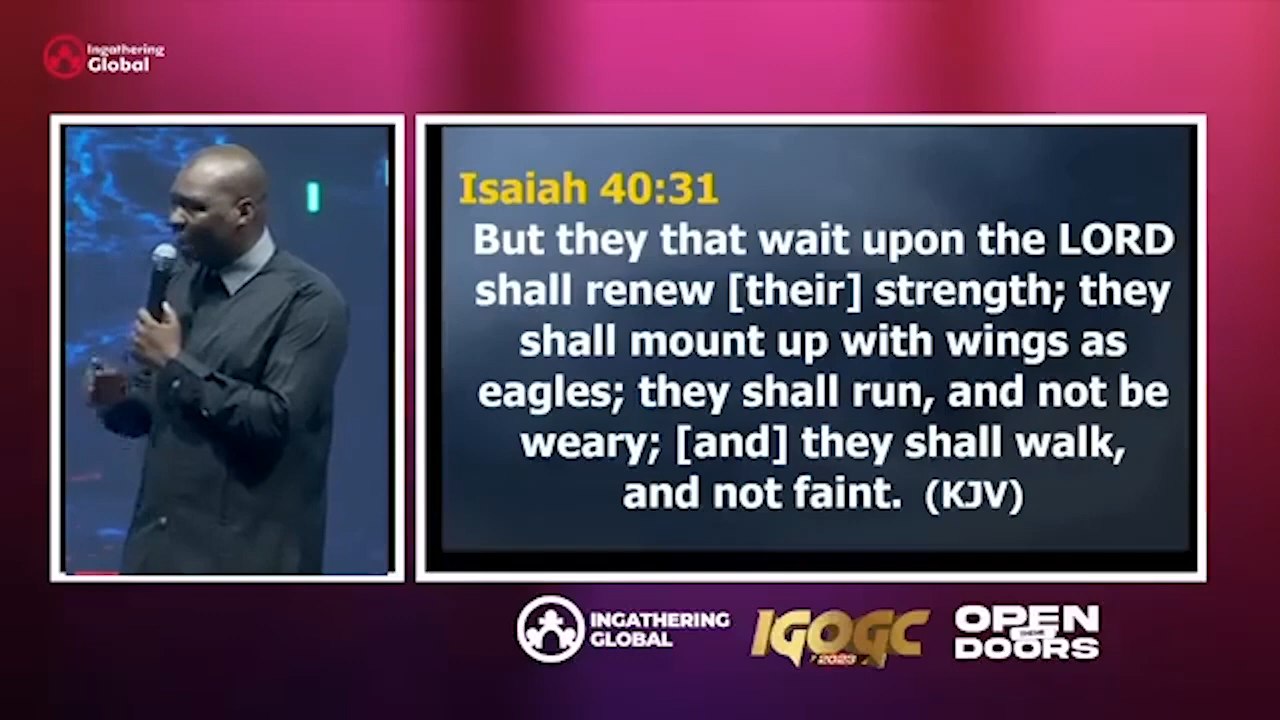 Ingathering
Global
Isaiah 40:31
But they that wait upon the LORD
shall renew [their] strength; they
shall mount up with wings as
eagles; they shall run, and not be
weary; [and] they shall walk,
and not faint. (KJV)
INGATHERING
GLOBAL
IGOGC
2023
OPEN
DOORS